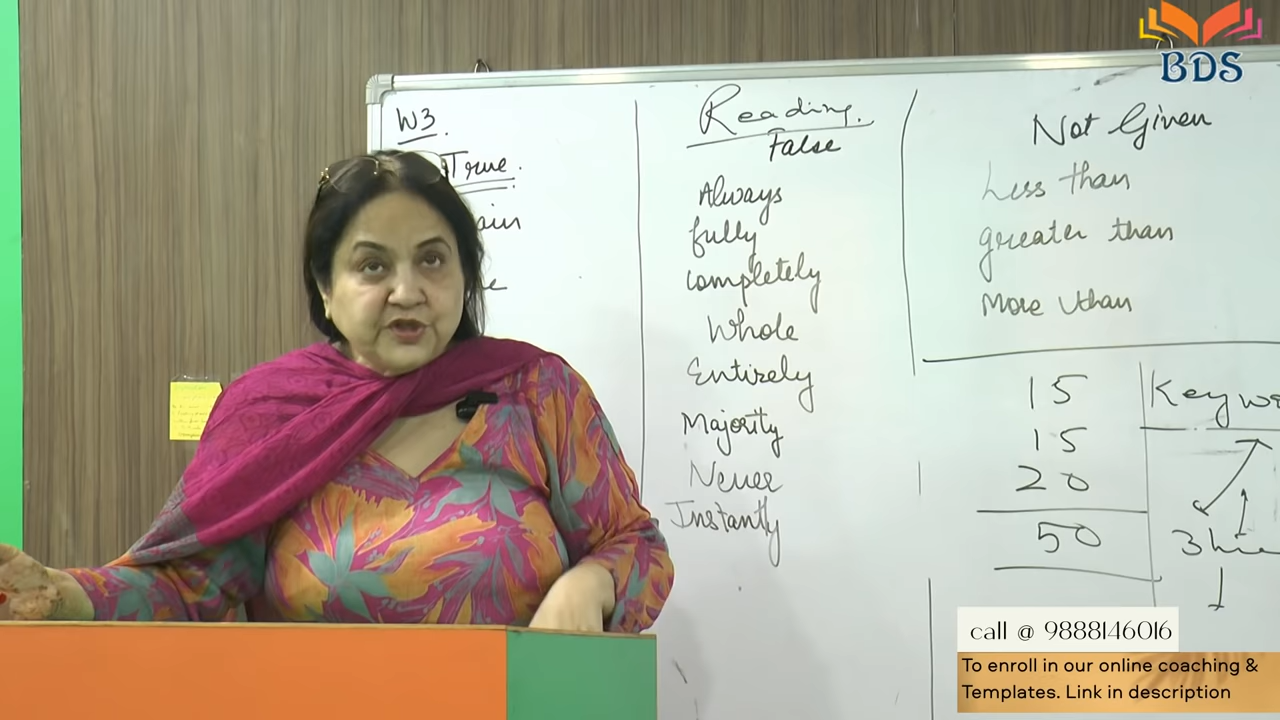 BDS
W3.
True.
Reading.
False
Always
fully
completely
Whole
Entirely
Majority
Never
Instantly
Not Given
Less than
greater than
More than
15
15
20
50
call @ 9888146016
To enroll in our online coaching &
Templates. Link in description